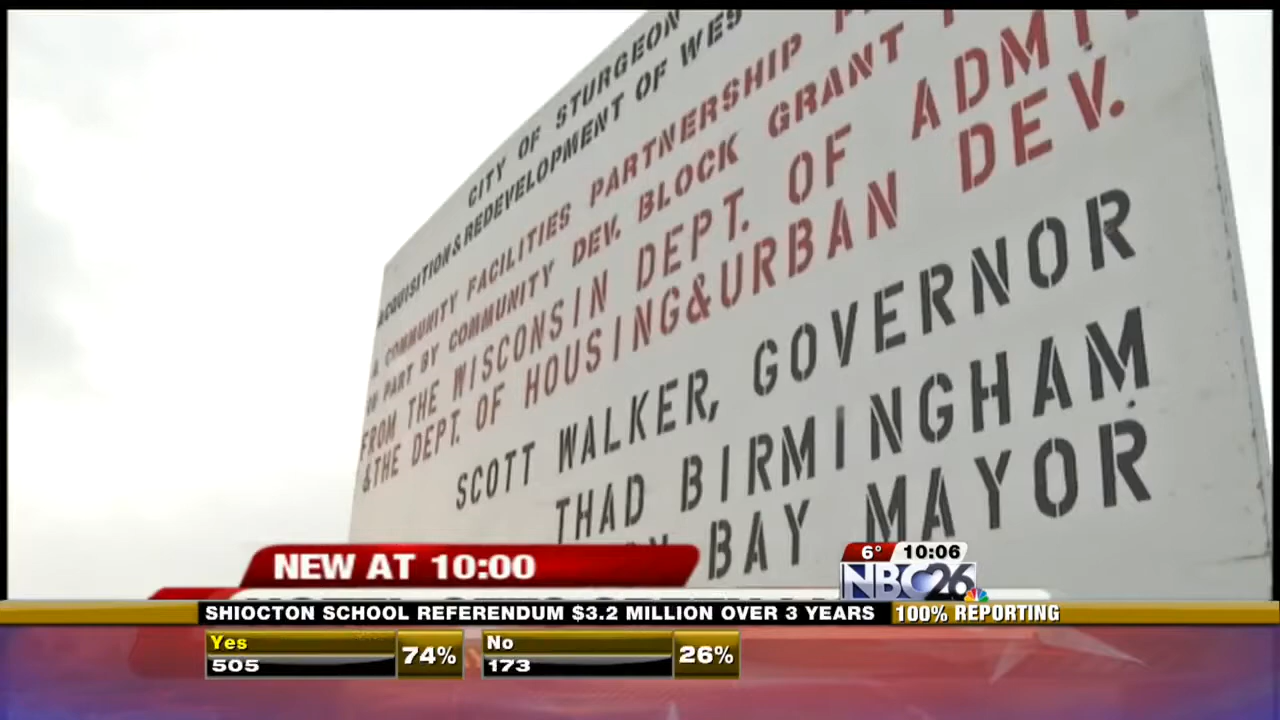 CITY OF STURGEON
ACQUISITION & REDEVELOPMENT OF WES
A COMMUNITY FACILITIES PARTNERSHIP
IN PART BY COMMUNITY DEV. BLOCK GRANT
FROM THE WISCONSIN DEPT. OF ADMI
& THE DEPT. OF HOUSING & URBAN DEV.
SCOTT WALKER, GOVERNOR
THAD BIRMINGHAM
BAY MAYOR
NEW AT 10:00
6° 10:06
NBC26
SHIOCTON SCHOOL REFERENDUM $3.2 MILLION OVER 3 YEARS 100% REPORTING
Yes 74% No 26%
505 173